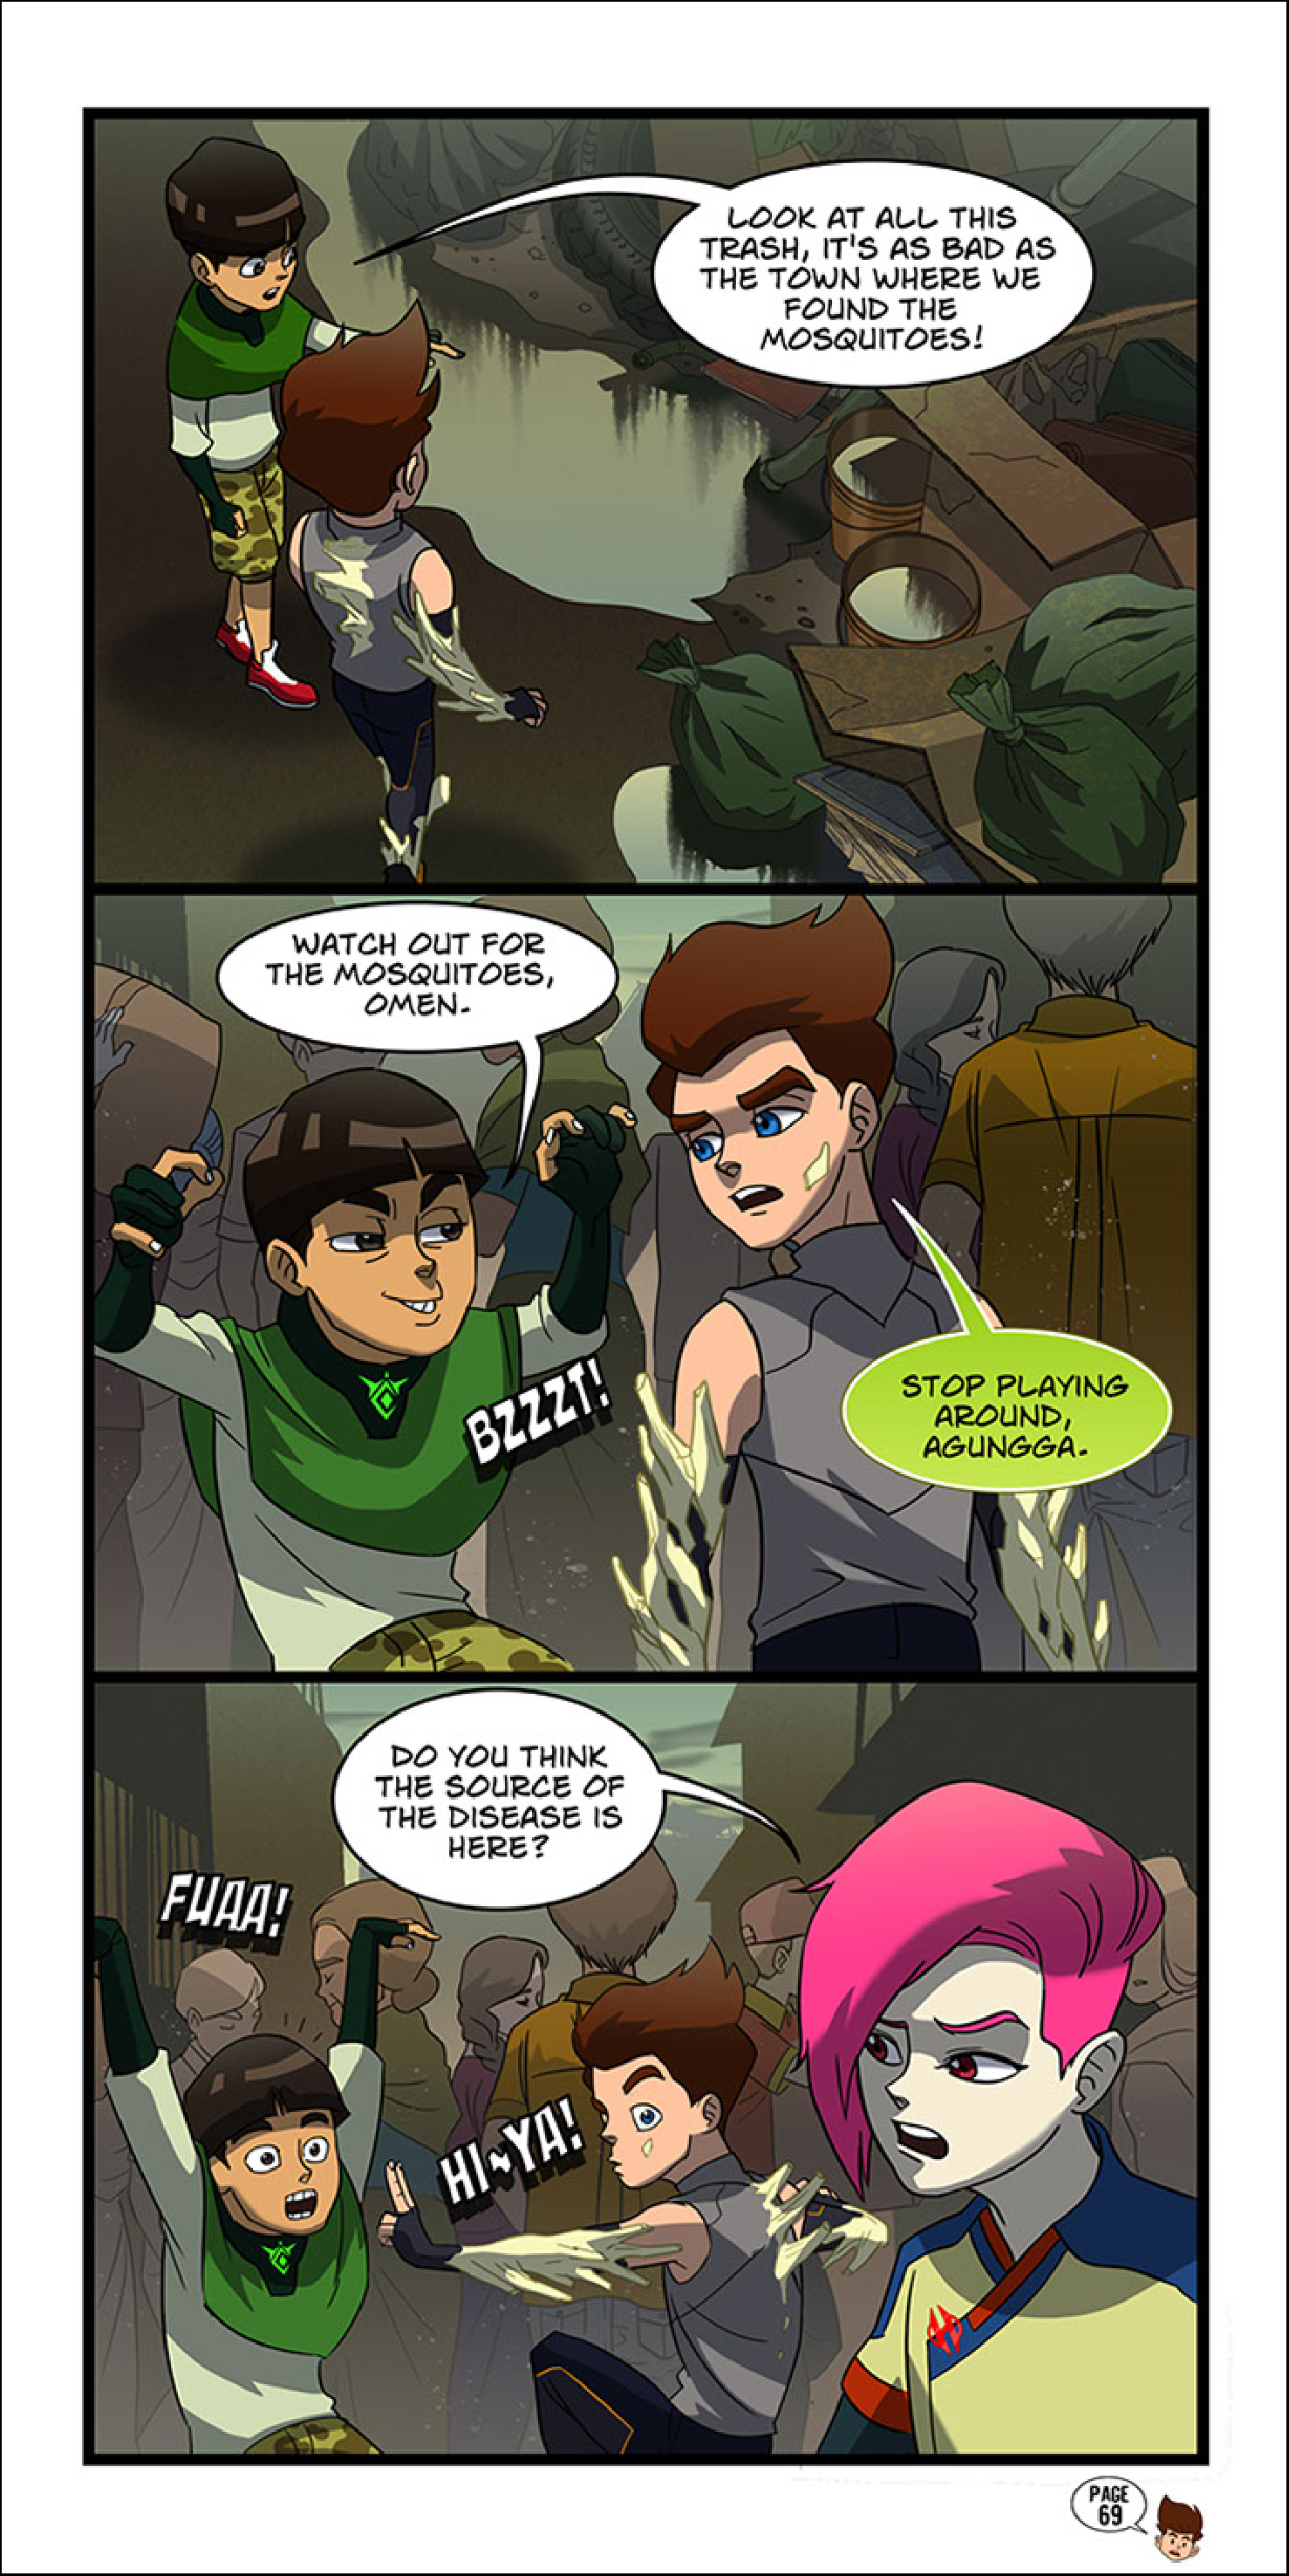 LOOK AT ALL THIS
TRASH, IT'S AS BAD AS
THE TOWN WHERE WE
FOUND THE
MOSQUITOES!
WATCH OUT FOR
THE MOSQUITOES,
OMEN.
BZZZT!
STOP PLAYING
AROUND,
AGUNGGA.
DO YOU THINK
THE SOURCE OF
THE DISEASE IS
HERE?
FUAA!
HI~YA!
PAGE
69